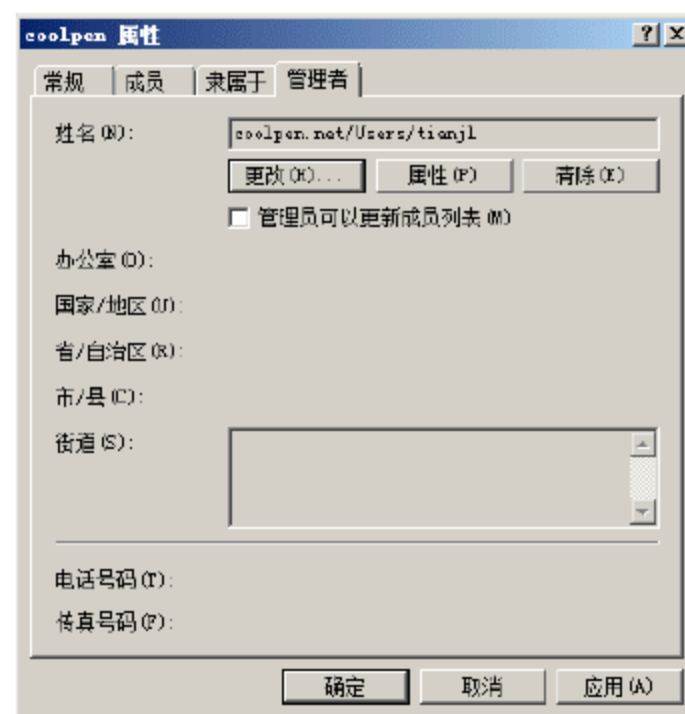 coolpen 属性
常规 成员 隶属于 管理者
姓名(N): coolpen.net/Users/tianjl
更改(H)... 属性(P) 清除(E)
管理员可以更新成员列表(M)
办公室(O):
国家/地区(U):
省/自治区(R):
市/县(C):
街道(S):
电话号码(T):
传真号码(F):
确定 取消 应用(A)